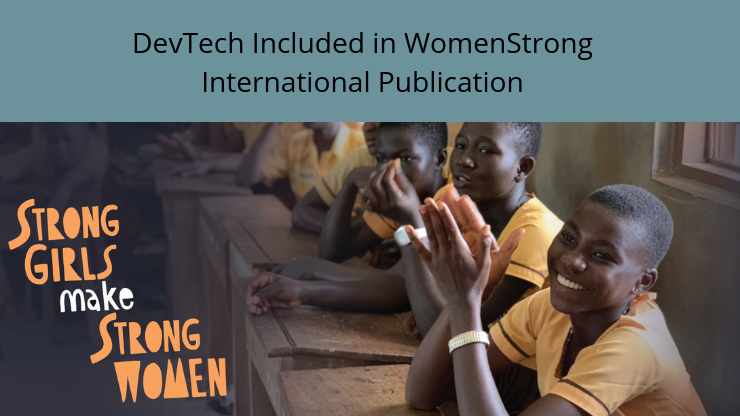 DevTech Included in WomenStrong
International Publication
STRONG
GIRLS
make
STRONG
WOMEN